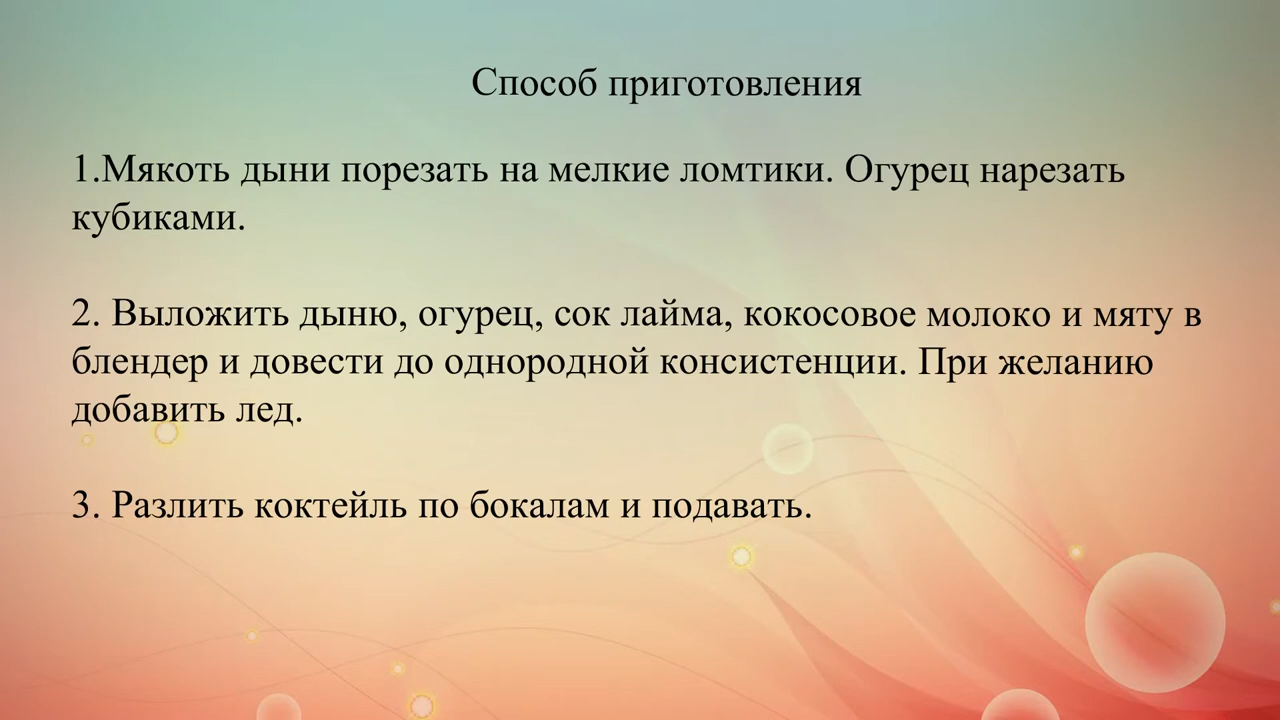 Способ приготовления
1.Мякоть дыни порезать на мелкие ломтики. Огурец нарезать
кубиками.
2. Выложить дыню, огурец, сок лайма, кокосовое молоко и мяту в
блендер и довести до однородной консистенции. При желанию
добавить лед.
3. Разлить коктейль по бокалам и подавать.